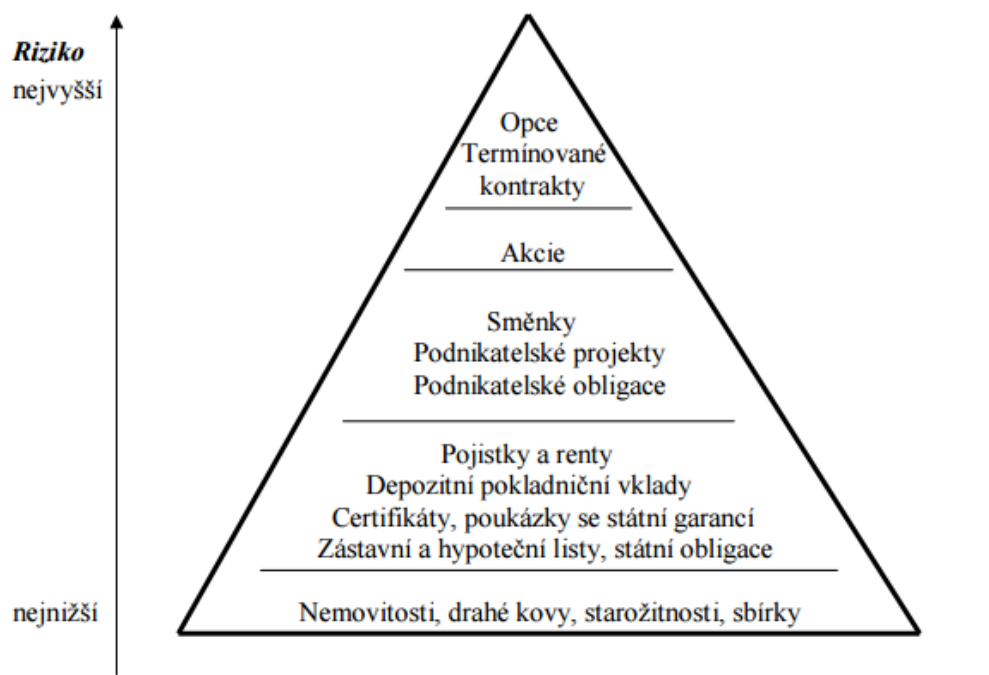 Riziko
nejvyšší
Opce
Termínované
kontrakty
Akcie
Směnky
Podnikatelské projekty
Podnikatelské obligace
Pojistky a renty
Depozitní pokladniční vklady
Certifikáty, poukázky se státní garancí
Zástavní a hypoteční listy, státní obligace
nejnižší
Nemovitosti, drahé kovy, starožitnosti, sbírky